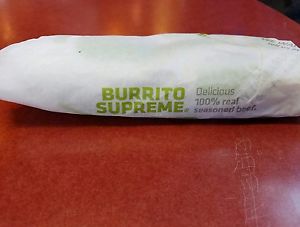 BURRITO
SUPREME®
Delicious
100% real
seasoned beef.